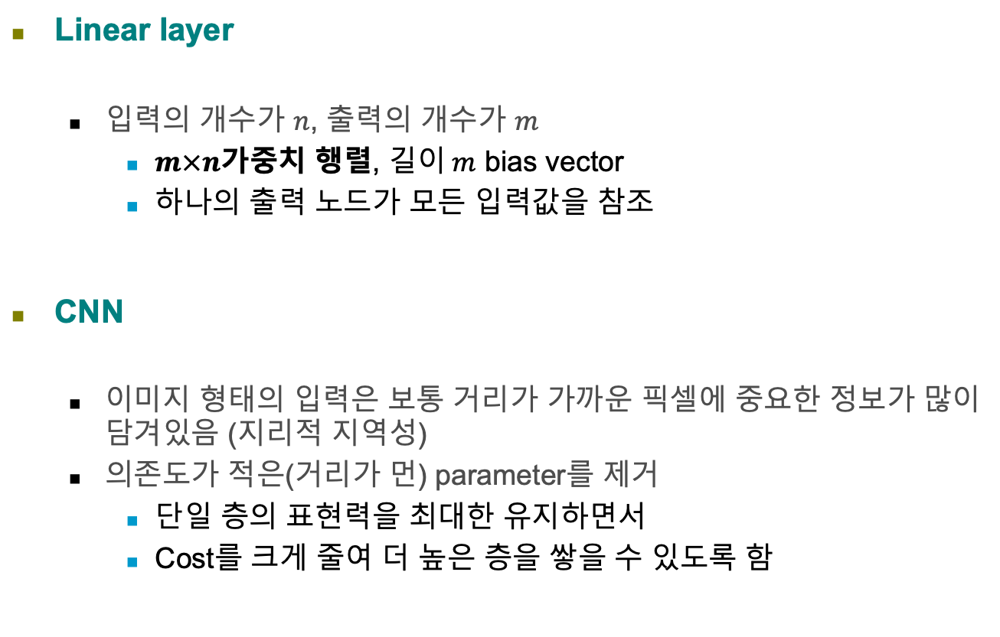 Linear layer
입력의 개수가 n, 출력의 개수가 m
m×n가중치 행렬, 길이 m bias vector
하나의 출력 노드가 모든 입력값을 참조
CNN
이미지 형태의 입력은 보통 거리가 가까운 픽셀에 중요한 정보가 많이
담겨있음 (지리적 지역성)
의존도가 적은(거리가 먼) parameter를 제거
단일 층의 표현력을 최대한 유지하면서
Cost를 크게 줄여 더 높은 층을 쌓을 수 있도록 함